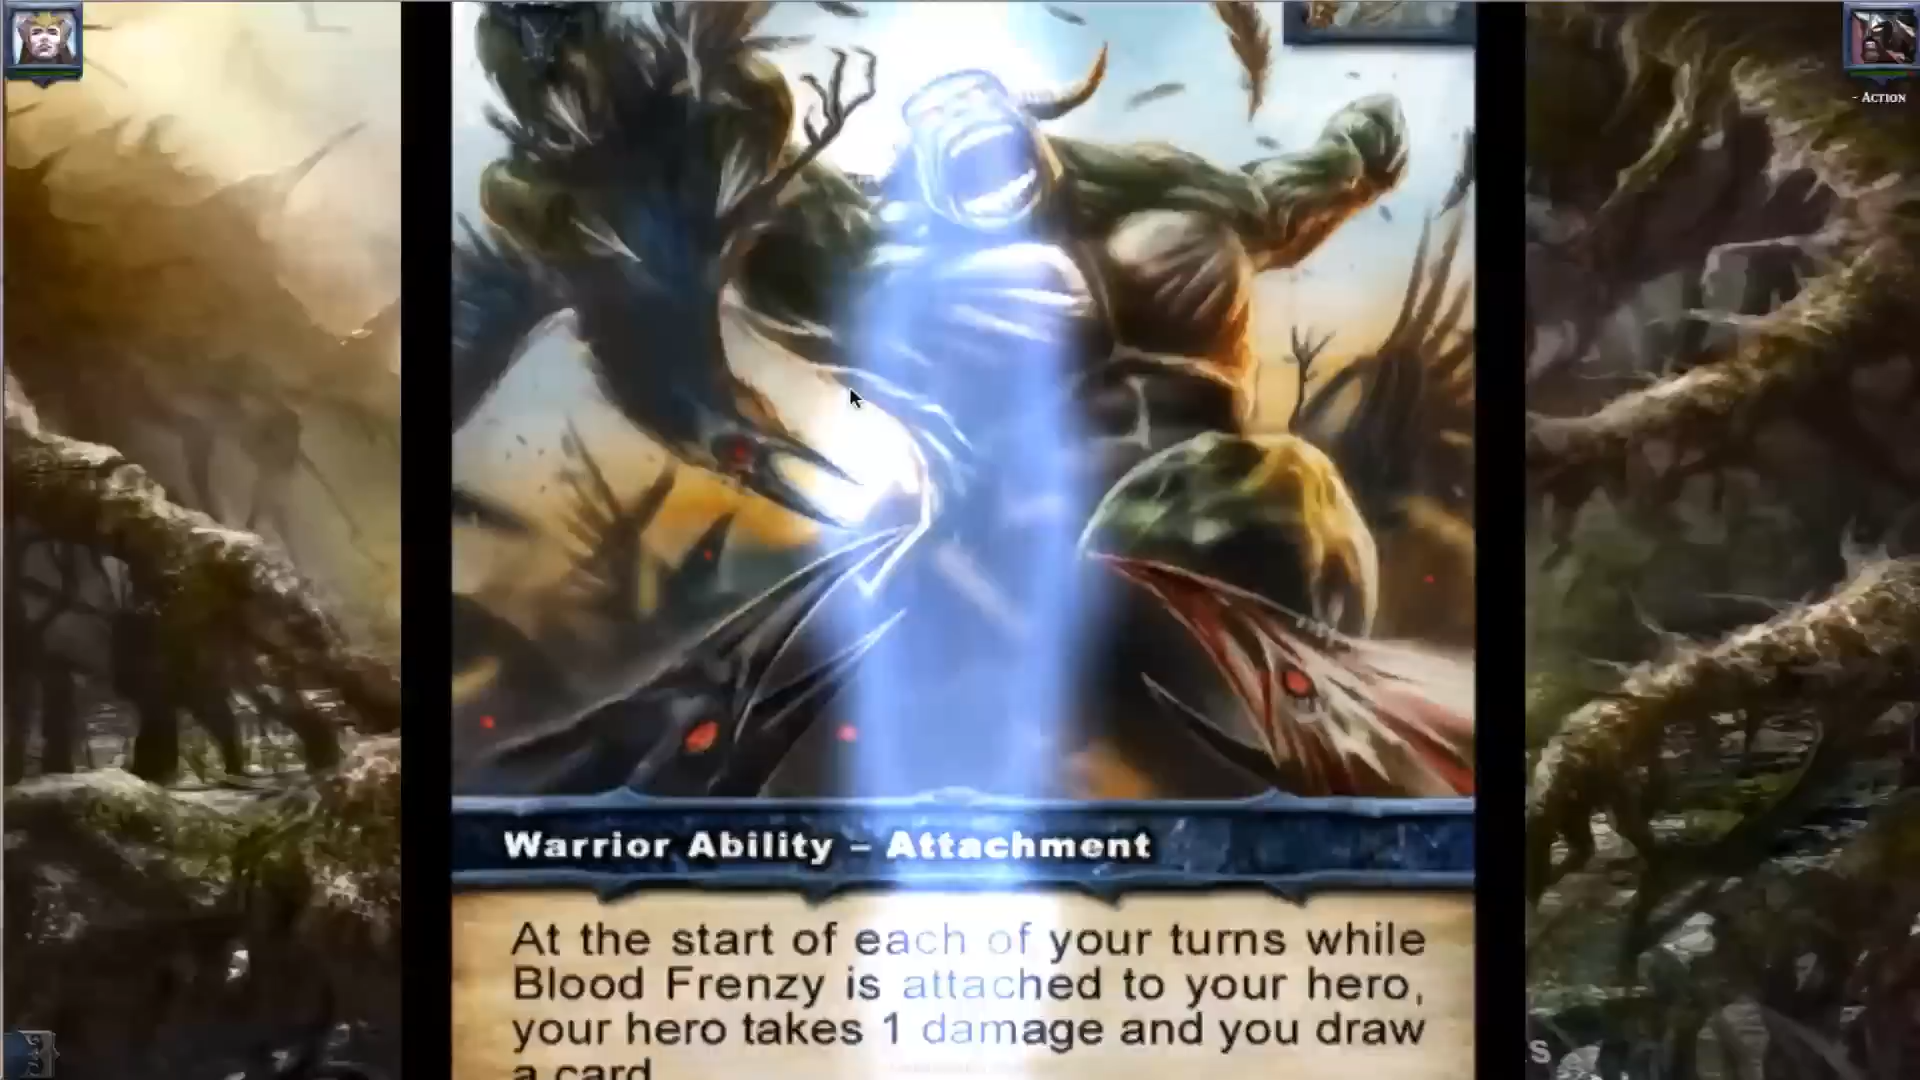 - Action
Warrior Ability – Attachment
At the start of each of your turns while
Blood Frenzy is attached to your hero,
your hero takes 1 damage and you draw
a card